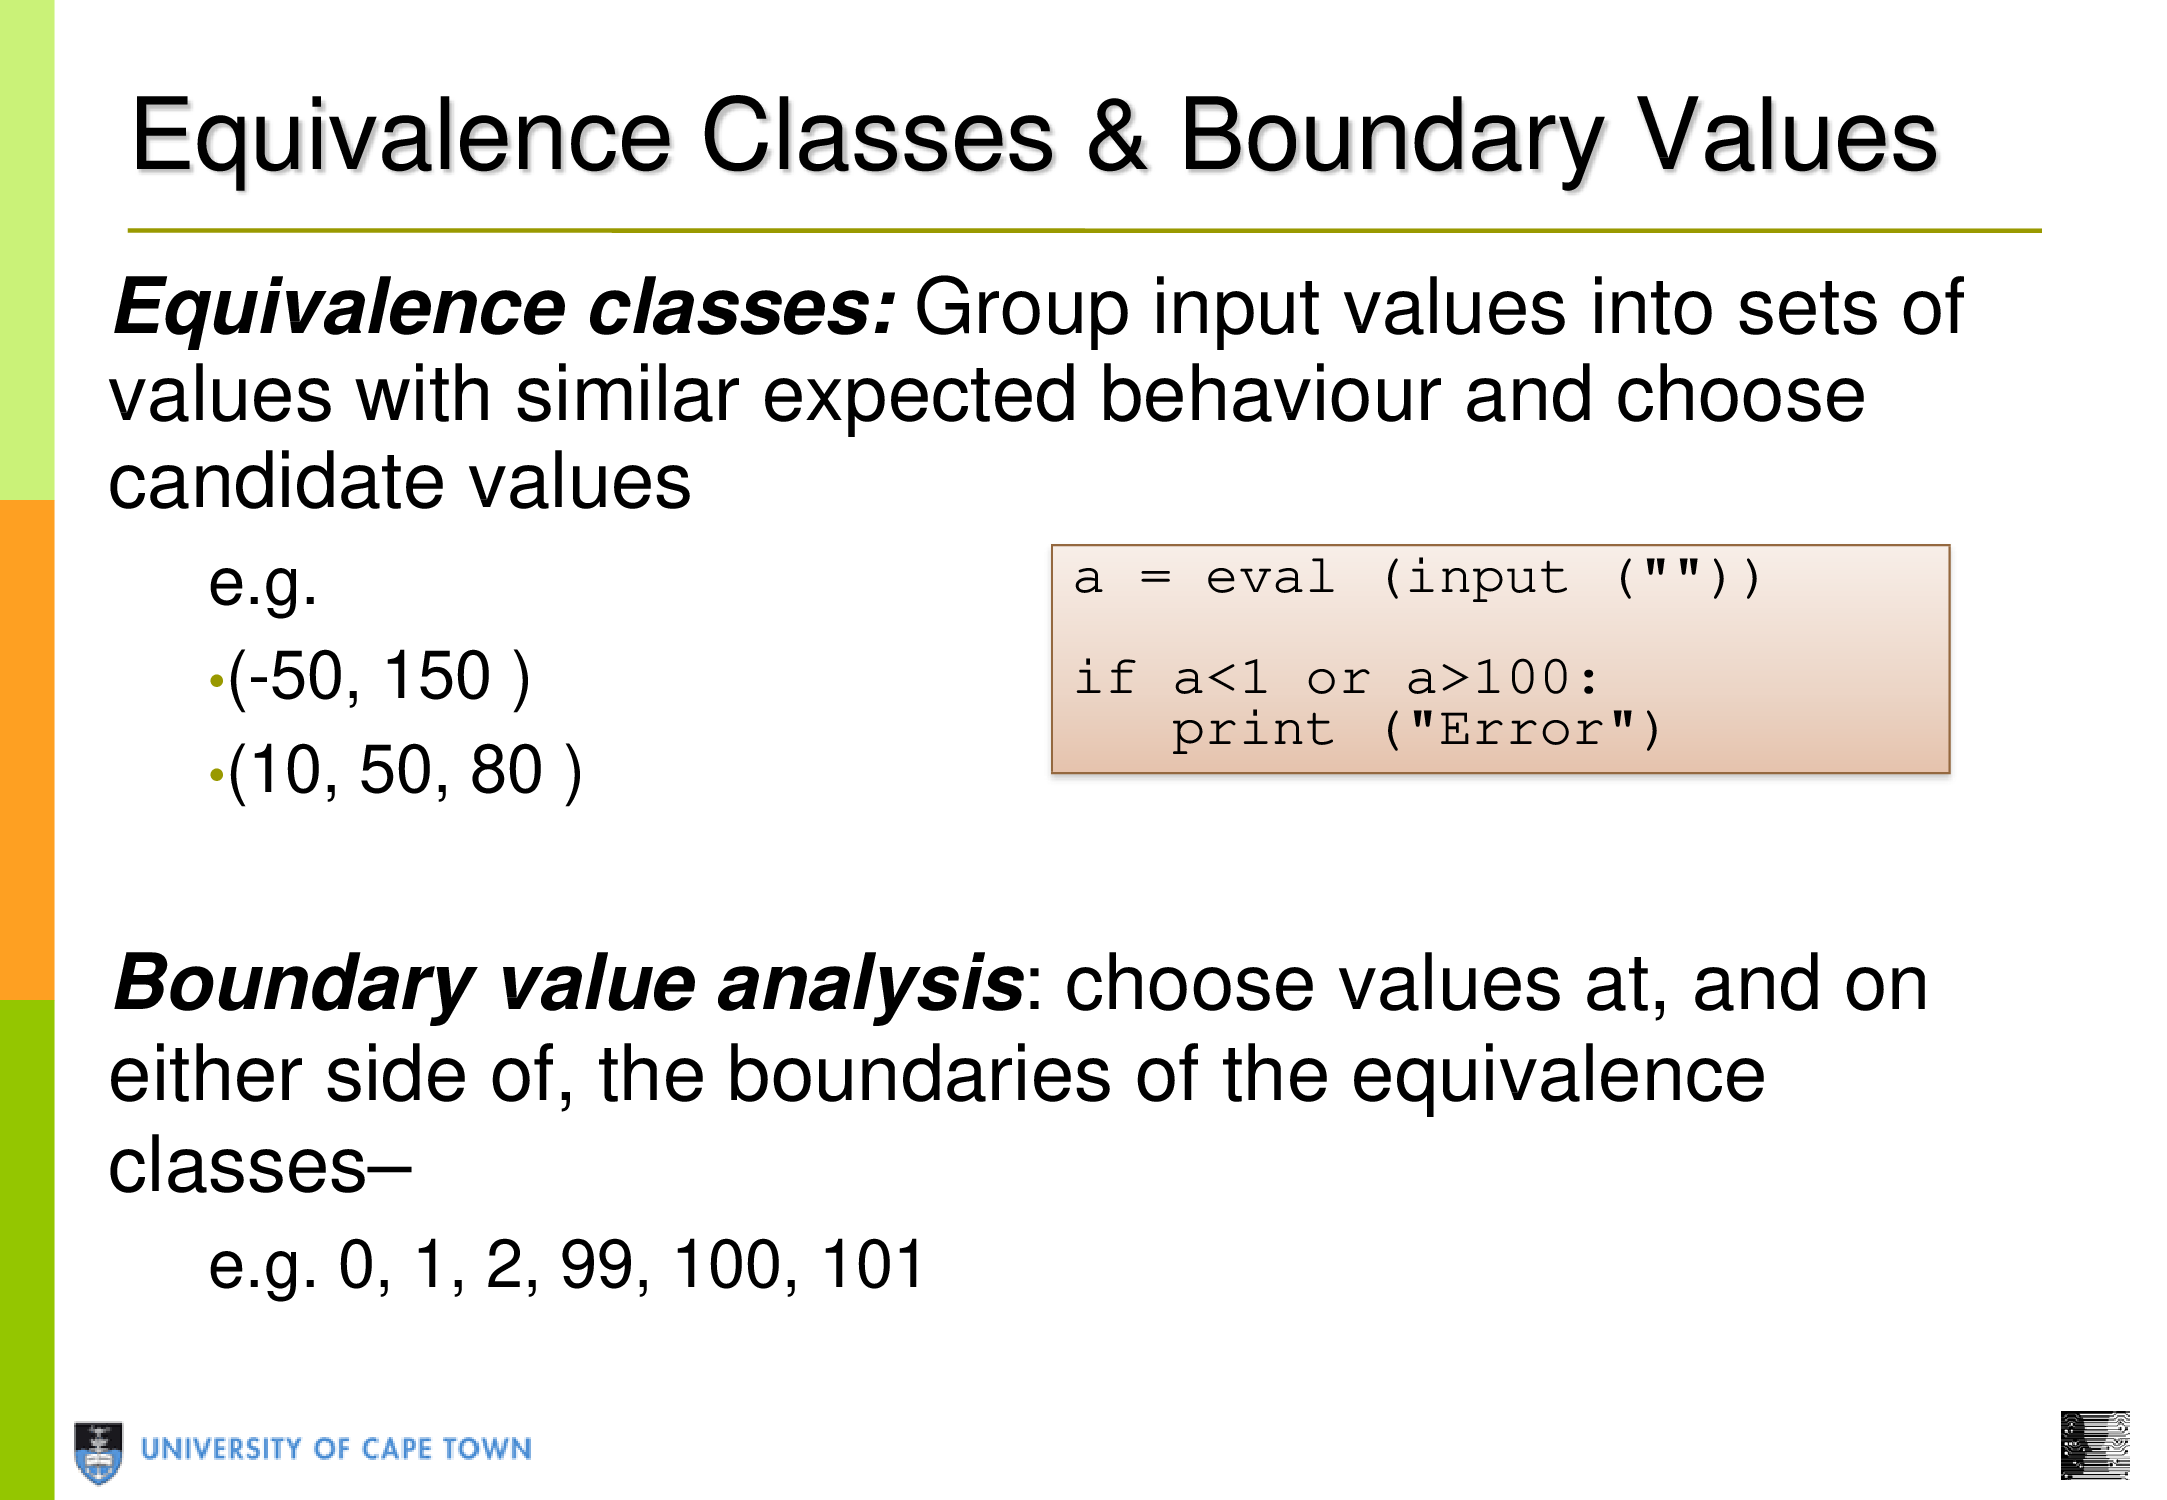 Equivalence Classes & Boundary Values
Equivalence classes: Group input values into sets of
values with similar expected behaviour and choose
candidate values
e.g.
•(-50, 150 )
•(10, 50, 80 )
a = eval (input (""))
if a<1 or a>100:
   print ("Error")
Boundary value analysis: choose values at, and on
either side of, the boundaries of the equivalence
classes–
e.g. 0, 1, 2, 99, 100, 101
UNIVERSITY OF CAPE TOWN